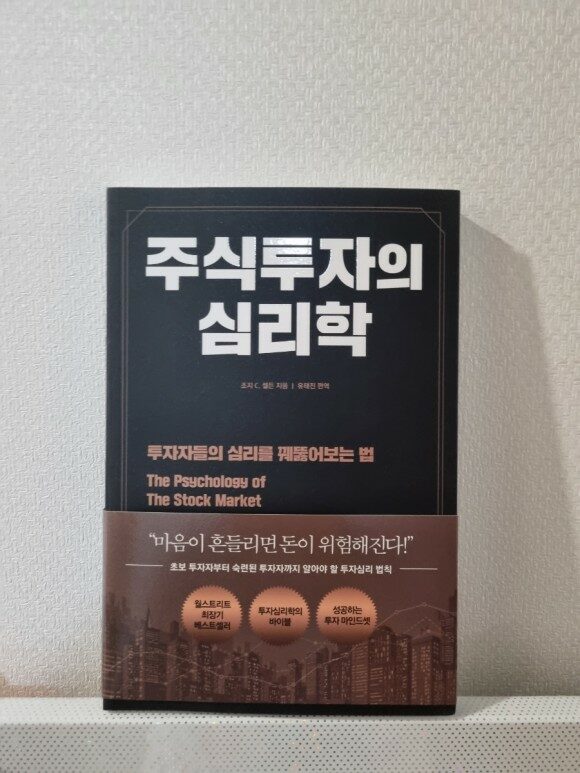 주식투자의
심리학
조지 C. 셀든 지음 | 유태진 편역
투자자들의 심리를 꿰뚫어보는 법
The Psychology of
The Stock Market
“마음이 흔들리면 돈이 위험해진다!”
초보 투자자부터 숙련된 투자자까지 알아야 할 투자심리 법칙
월스트리트
최장기
베스트셀러
투자심리학의
바이블
성공하는
투자 마인드셋